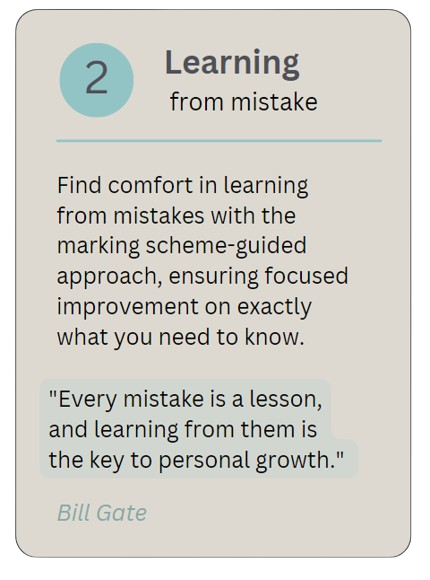 2
Learning
from mistake
Find comfort in learning
from mistakes with the
marking scheme-guided
approach, ensuring focused
improvement on exactly
what you need to know.
"Every mistake is a lesson,
and learning from them is
the key to personal growth."
Bill Gate